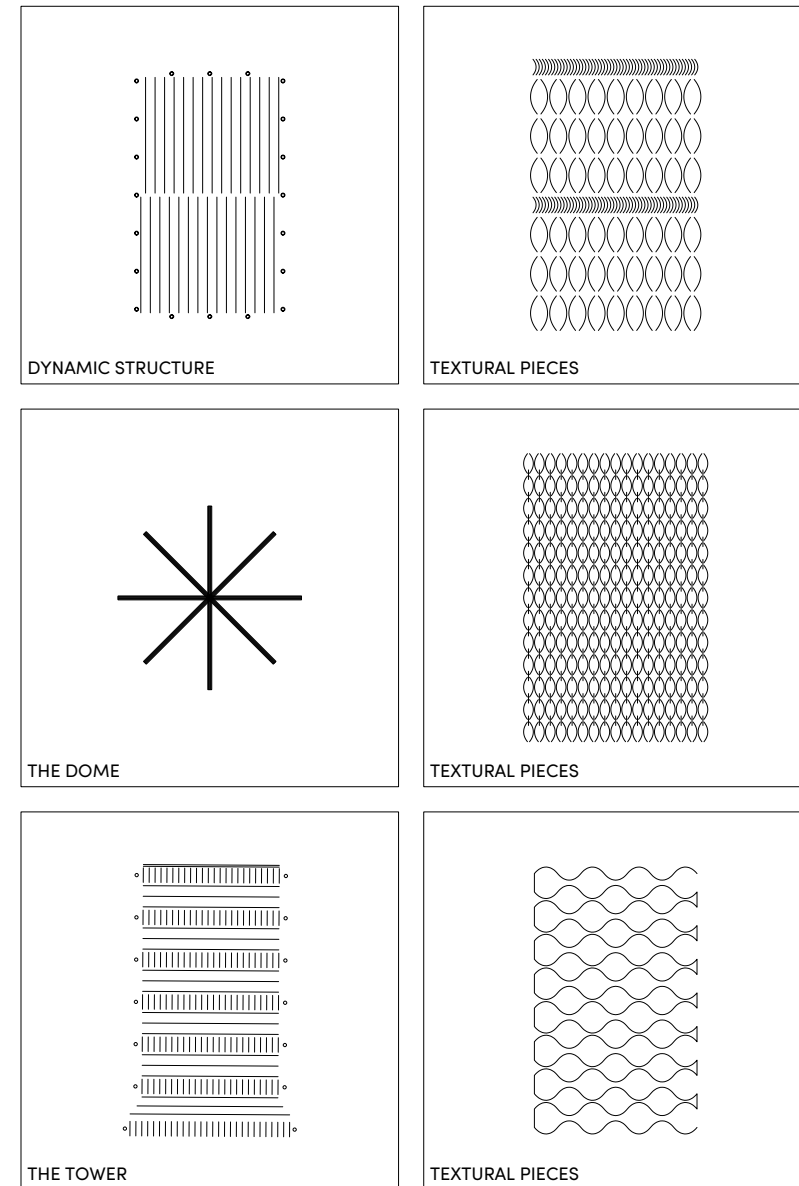 DYNAMIC STRUCTURE
TEXTURAL PIECES
THE DOME
TEXTURAL PIECES
THE TOWER
TEXTURAL PIECES